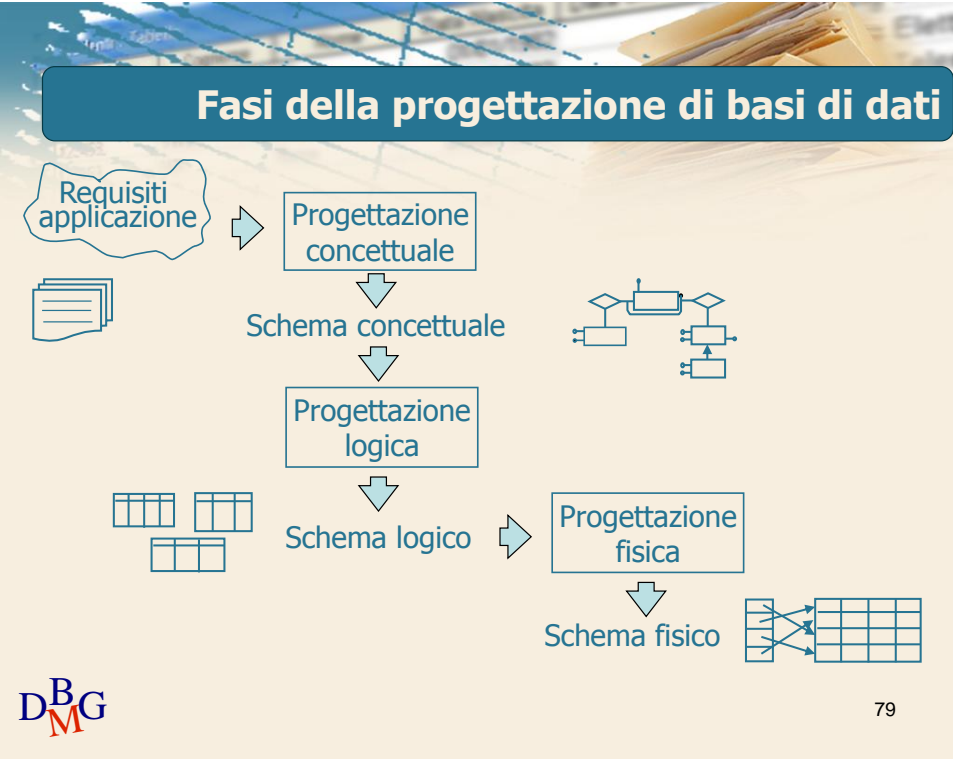 Fasi della progettazione di basi di dati
Requisiti
applicazione
Progettazione
concettuale
Schema concettuale
Progettazione
logica
Schema logico
Progettazione
fisica
Schema fisico
DBMG
79